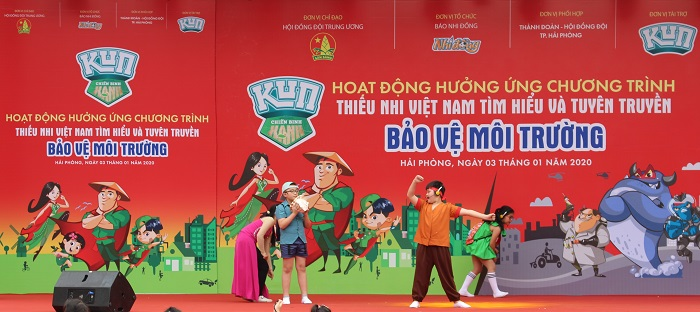 ĐƠN VỊ CHỈ ĐẠO
HỘI ĐỒNG ĐỘI TRUNG ƯƠNG
ĐƠN VỊ TỔ CHỨC
BÁO NHI ĐỒNG
Nhi Đồng
ĐƠN VỊ PHỐI HỢP
THÀNH ĐOÀN - HỘI ĐỒNG ĐỘI
TP. HẢI PHÒNG
ĐƠN VỊ TÀI TRỢ
KUN
KUN
CHIẾN BINH
XANH
HOẠT ĐỘNG HƯỞNG ỨNG CHƯƠNG TRÌNH
THIẾU NHI VIỆT NAM TÌM HIỂU VÀ TUYÊN TRUYỀN
BẢO VỆ MÔI TRƯỜNG
HẢI PHÒNG, NGÀY 03 THÁNG 01 NĂM 2020
KUN
KUN
CHIẾN BINH
XANH
HOẠT ĐỘNG HƯỞNG ỨNG CHƯƠNG TRÌNH
THIẾU NHI VIỆT NAM TÌM HIỂU VÀ TUYÊN TRUYỀN
BẢO VỆ MÔI TRƯỜNG
HẢI PHÒNG, NGÀY 03 THÁNG 01 NĂM 2020